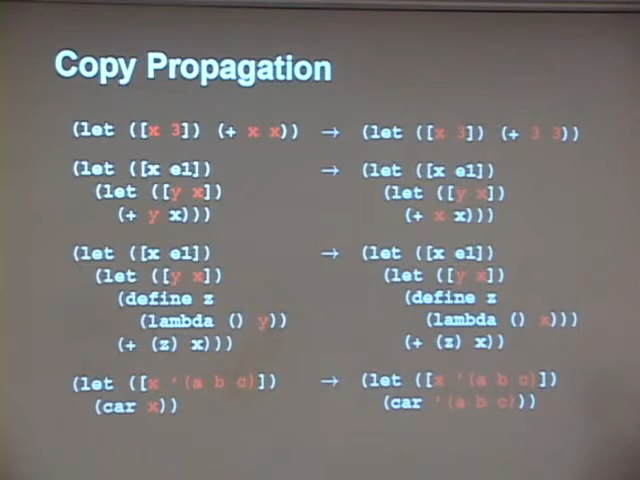 Copy Propagation
(let ([x 3]) (+ x x)) → (let ([x 3]) (+ 3 3))
(let ([x e1]) → (let ([x e1])
(let ([y x]) (let ([y x])
(+ y x))) (+ x x)))
(let ([x e1]) → (let ([x e1])
(let ([y x]) (let ([y x])
(define z (define z
(lambda () y)) (lambda () x)))
(+ (z) x))) (+ (z) x))
(let ([x '(a b c)]) → (let ([x '(a b c)])
(car x)) (car '(a b c)))